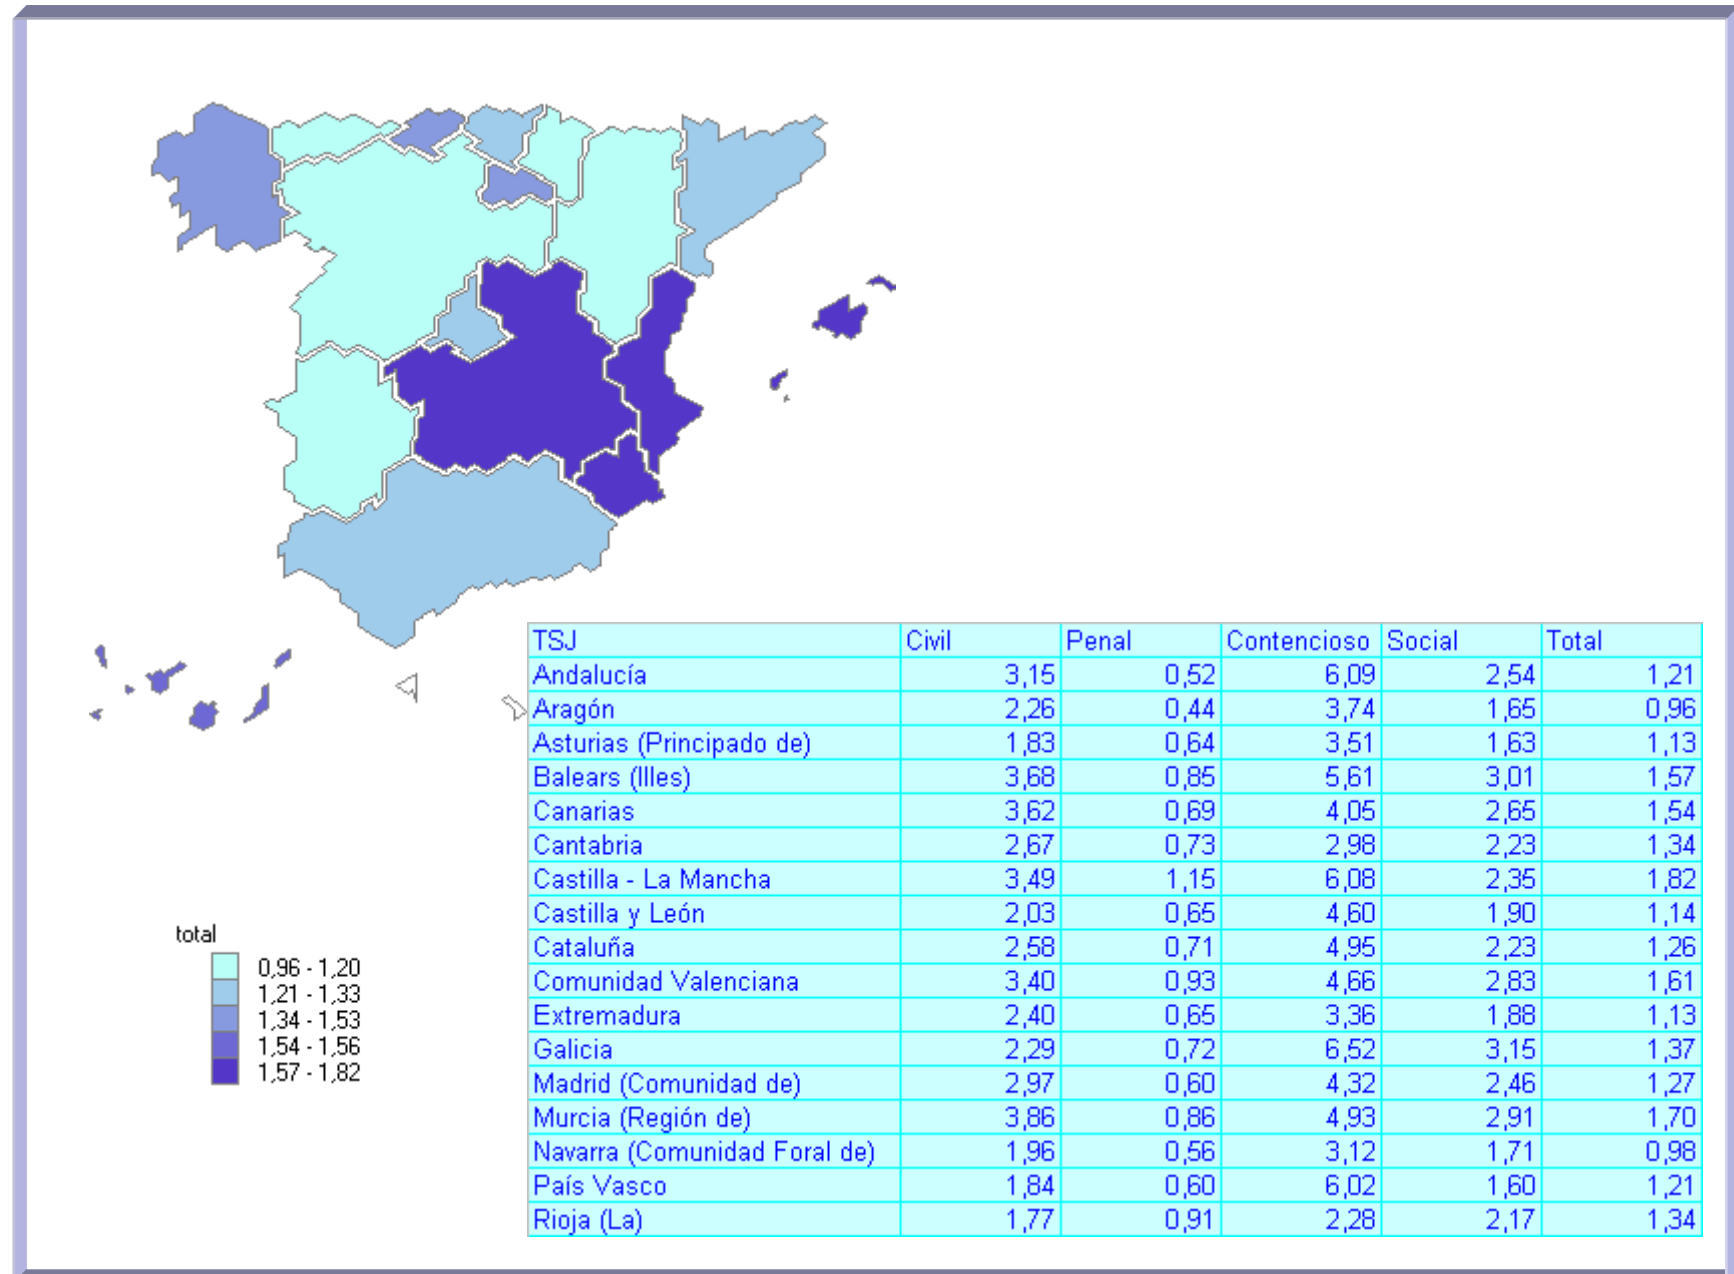 TSJ Civil Penal Contencioso Social Total
Andalucía 3,15 0,52 6,09 2,54 1,21
Aragón 2,26 0,44 3,74 1,65 0,96
Asturias (Principado de) 1,83 0,64 3,51 1,63 1,13
Balears (Illes) 3,68 0,85 5,61 3,01 1,57
Canarias 3,62 0,69 4,05 2,65 1,54
Cantabria 2,67 0,73 2,98 2,23 1,34
Castilla - La Mancha 3,49 1,15 6,08 2,35 1,82
Castilla y León 2,03 0,65 4,60 1,90 1,14
Cataluña 2,58 0,71 4,95 2,23 1,26
Comunidad Valenciana 3,40 0,93 4,66 2,83 1,61
Extremadura 2,40 0,65 3,36 1,88 1,13
Galicia 2,29 0,72 6,52 3,15 1,37
Madrid (Comunidad de) 2,97 0,60 4,32 2,46 1,27
Murcia (Región de) 3,86 0,86 4,93 2,91 1,70
Navarra (Comunidad Foral de) 1,96 0,56 3,12 1,71 0,98
País Vasco 1,84 0,60 6,02 1,60 1,21
Rioja (La) 1,77 0,91 2,28 2,17 1,34
total
0,96 - 1,20
1,21 - 1,33
1,34 - 1,53
1,54 - 1,56
1,57 - 1,82